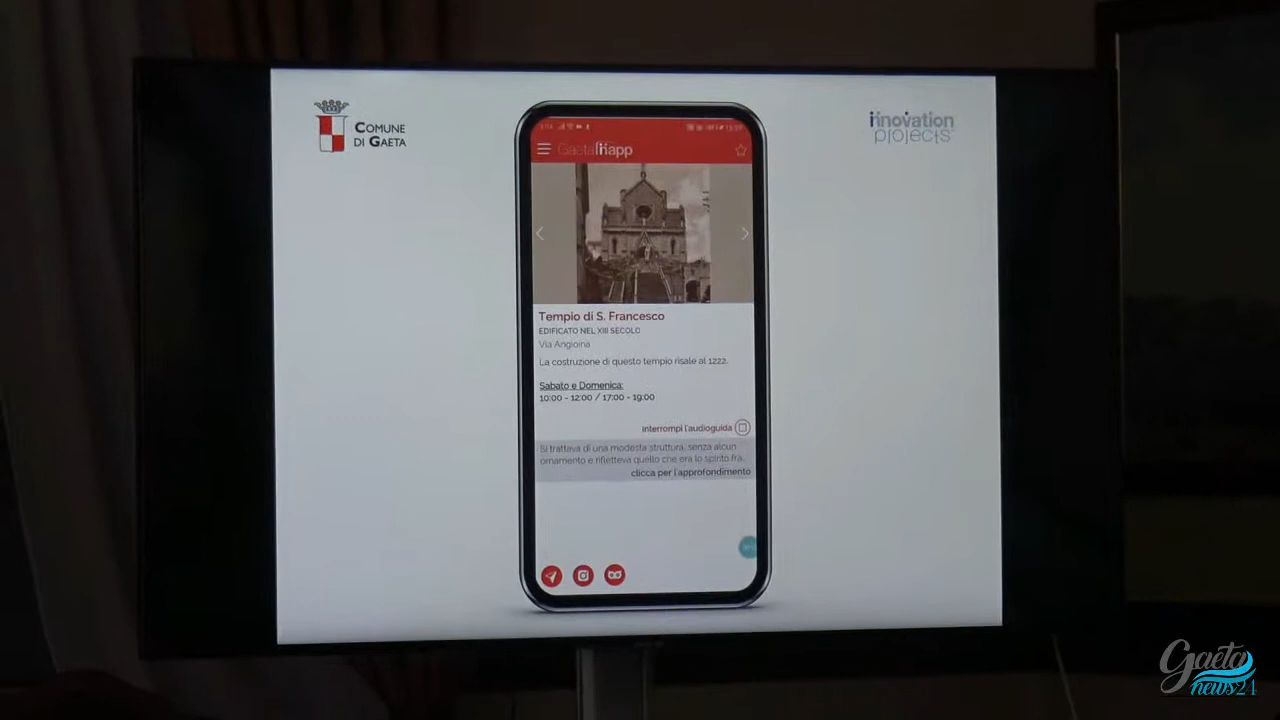 COMUNE
DI GAETA
innovation
projects
GaetaInapp
Tempio di S. Francesco
EDIFICATO NEL XIII SECOLO
Via Angioina
La costruzione di questo tempio risale al 1222.
Sabato e Domenica:
10:00 - 12:00 / 17:00 - 19:00
Interrompi l'audioguida
Si trattava di una modesta struttura, senza alcun
ornamento e rifletteva quello che era lo spirito fra...
clicca per l'approfondimento
Gaeta
news24